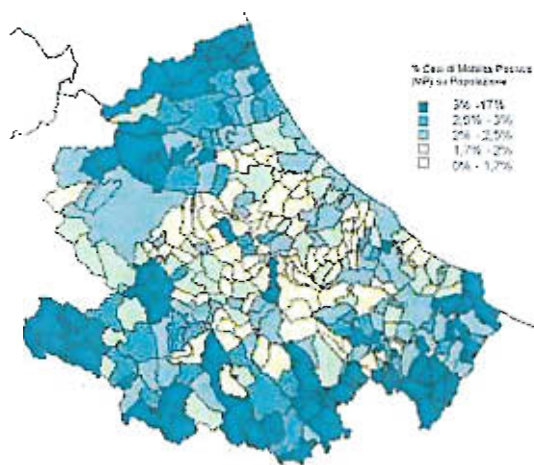 % Casi di Mobilità Passiva
(MP) su Popolazione
3% -17%
2,5% - 3%
2% - 2,5%
1,7% - 2%
0% - 1,7%